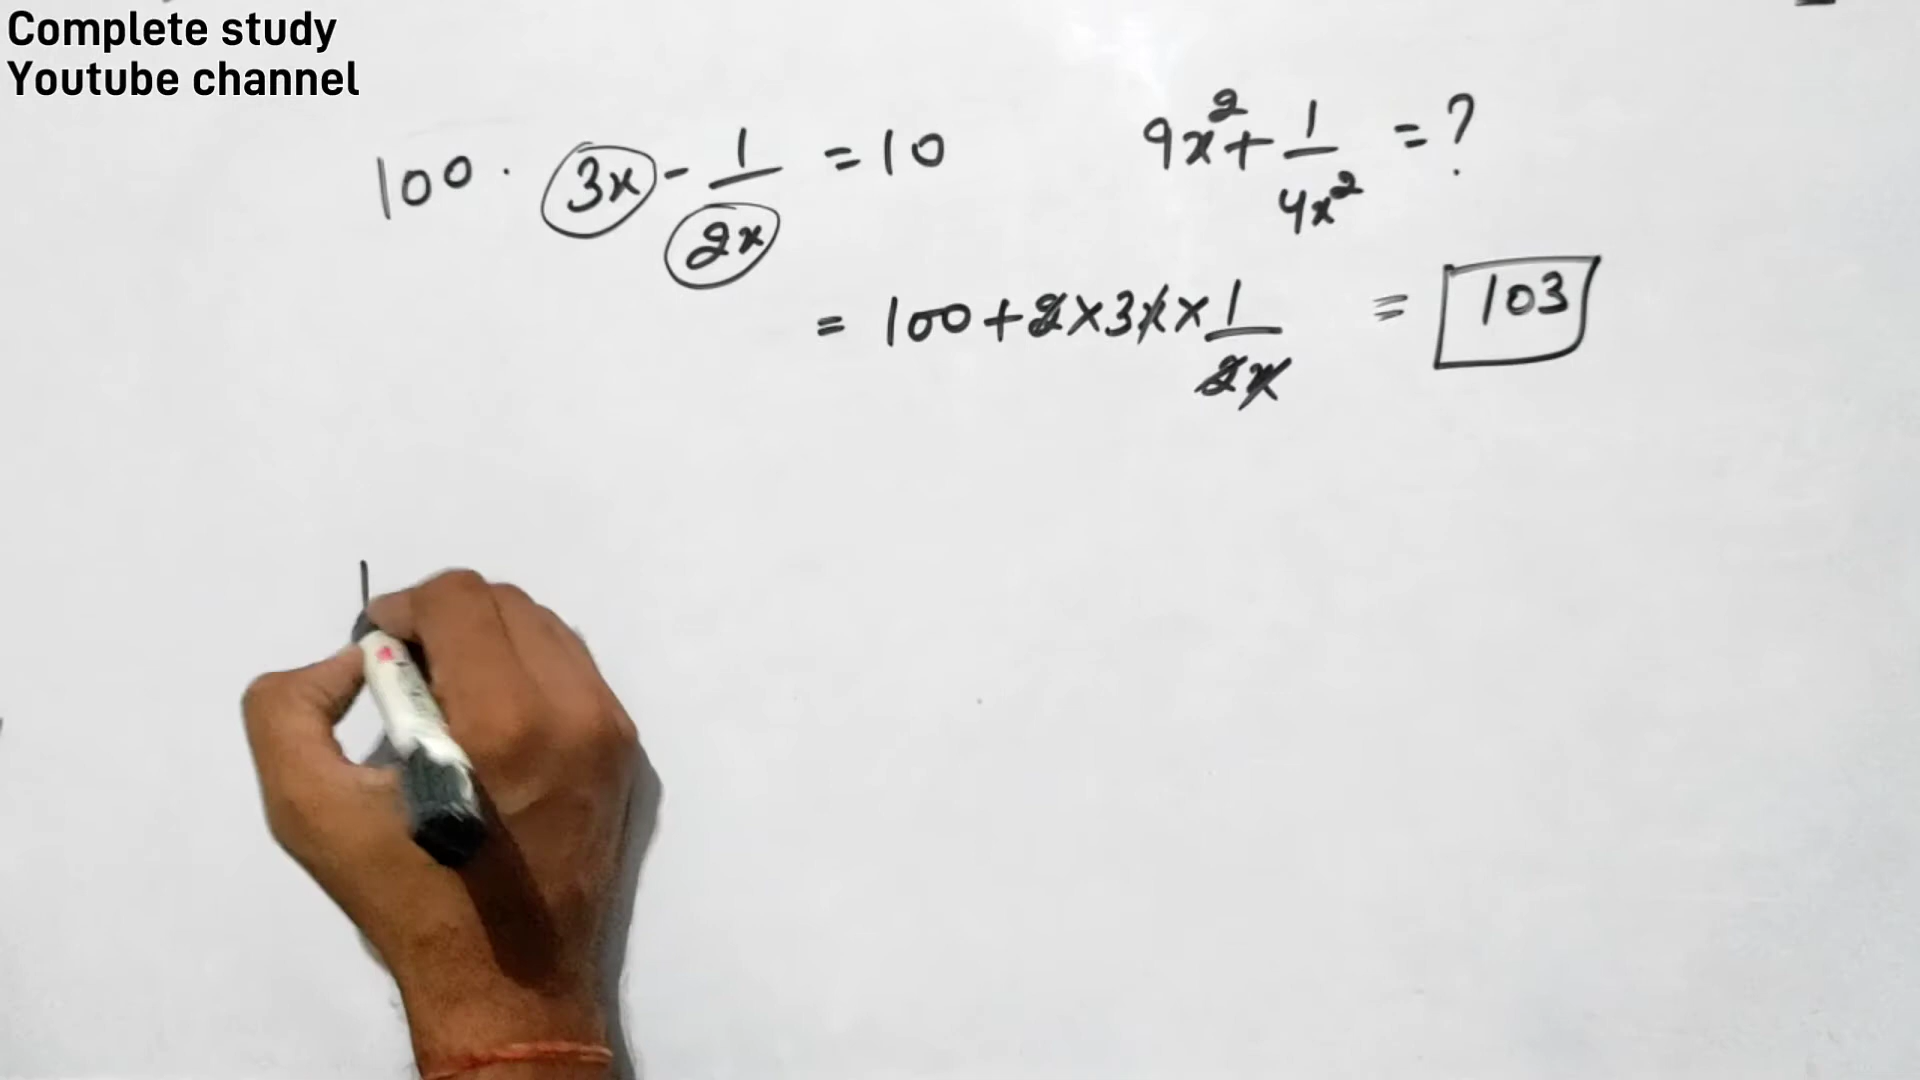 Complete study
Youtube channel
100. 3x - 1/2x = 10
9x² + 1/4x² = ?
= 100 + 2 × 3x × 1/2x = 103